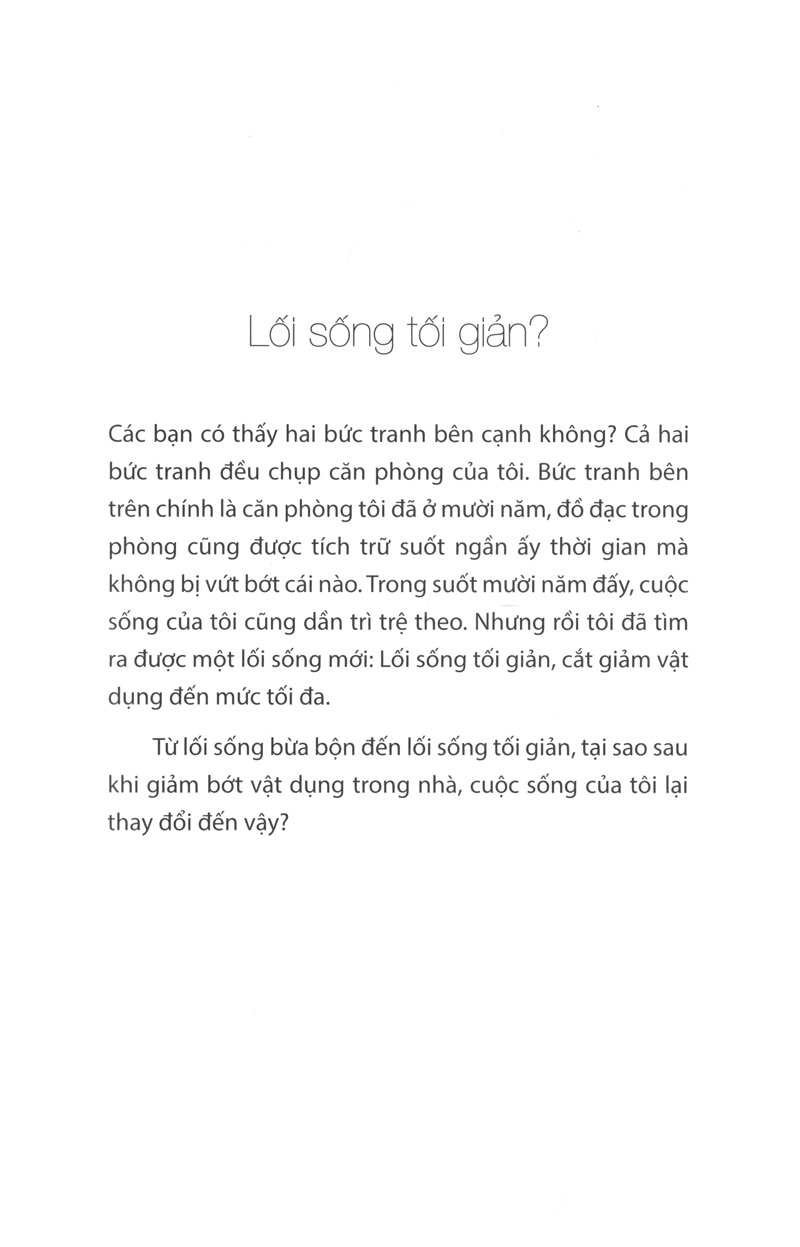 Lối sống tối giản?
Các bạn có thấy hai bức tranh bên cạnh không? Cả hai
bức tranh đều chụp căn phòng của tôi. Bức tranh bên
trên chính là căn phòng tôi đã ở mười năm, đồ đạc trong
phòng cũng được tích trữ suốt ngần ấy thời gian mà
không bị vứt bớt cái nào. Trong suốt mười năm đấy, cuộc
sống của tôi cũng dần trì trệ theo. Nhưng rồi tôi đã tìm
ra được một lối sống mới: Lối sống tối giản, cắt giảm vật
dụng đến mức tối đa.
Từ lối sống bừa bộn đến lối sống tối giản, tại sao sau
khi giảm bớt vật dụng trong nhà, cuộc sống của tôi lại
thay đổi đến vậy?